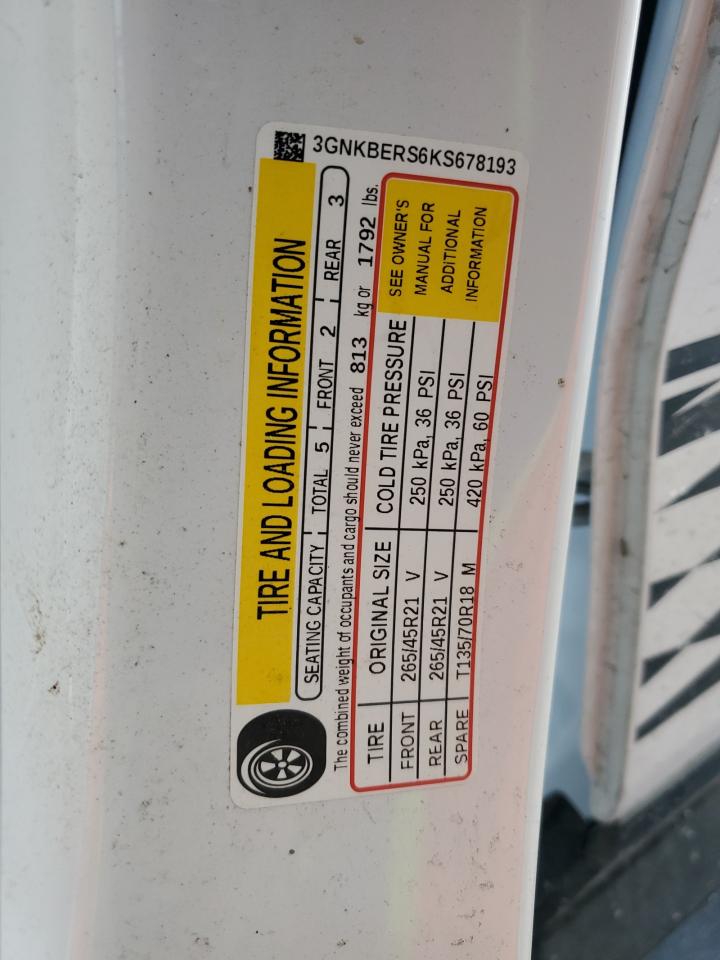 3GNKBERS6KS678193
TIRE AND LOADING INFORMATION
SEATING CAPACITY TOTAL 5 FRONT 2 REAR 3
The combined weight of occupants and cargo should never exceed 813 kg or 1792 lbs.
TIRE ORIGINAL SIZE COLD TIRE PRESSURE
FRONT 265/45R21 V 250 kPa, 36 PSI
REAR 265/45R21 V 250 kPa, 36 PSI
SPARE T135/70R18 M 420 kPa, 60 PSI
SEE OWNER'S
MANUAL FOR
ADDITIONAL
INFORMATION